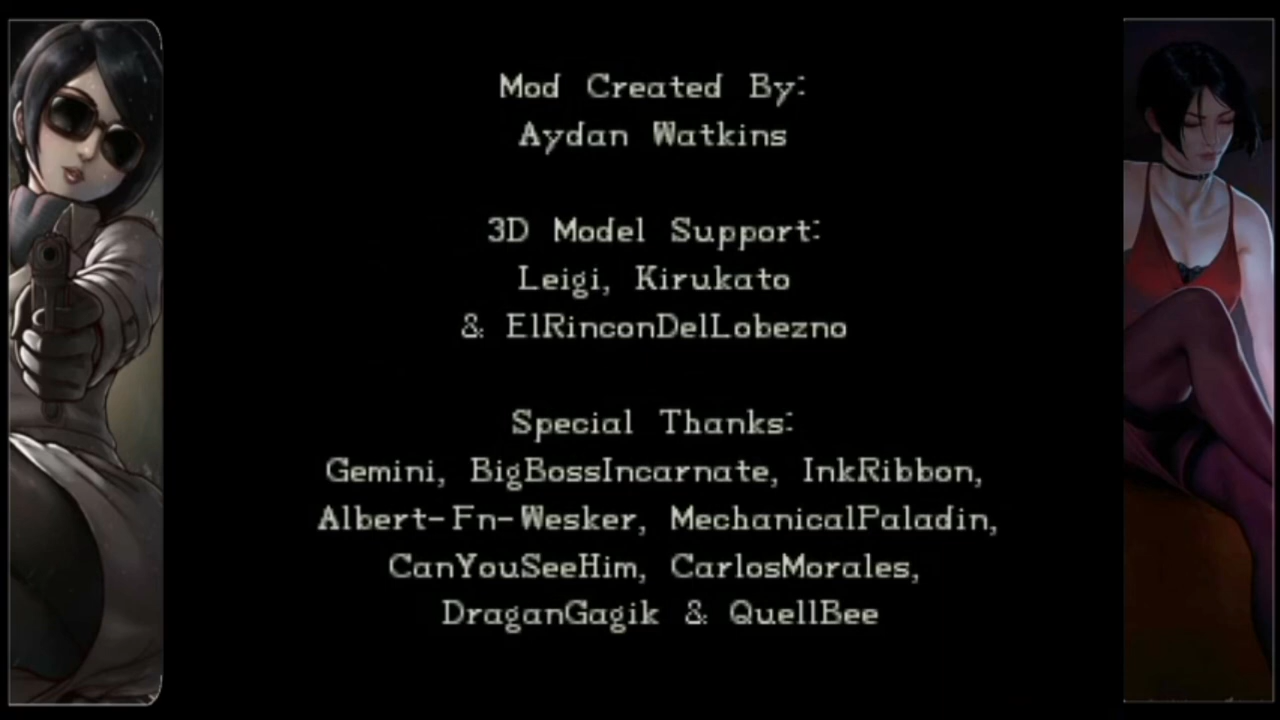 Mod Created By:
Aydan Watkins
3D Model Support:
Leigi, Kirukato
& ElRinconDelLobezno
Special Thanks:
Gemini, BigBossIncarnate, InkRibbon,
Albert-Fn-Wesker, MechanicalPaladin,
CanYouSeeHim, CarlosMorales,
DraganGagik & QuellBee